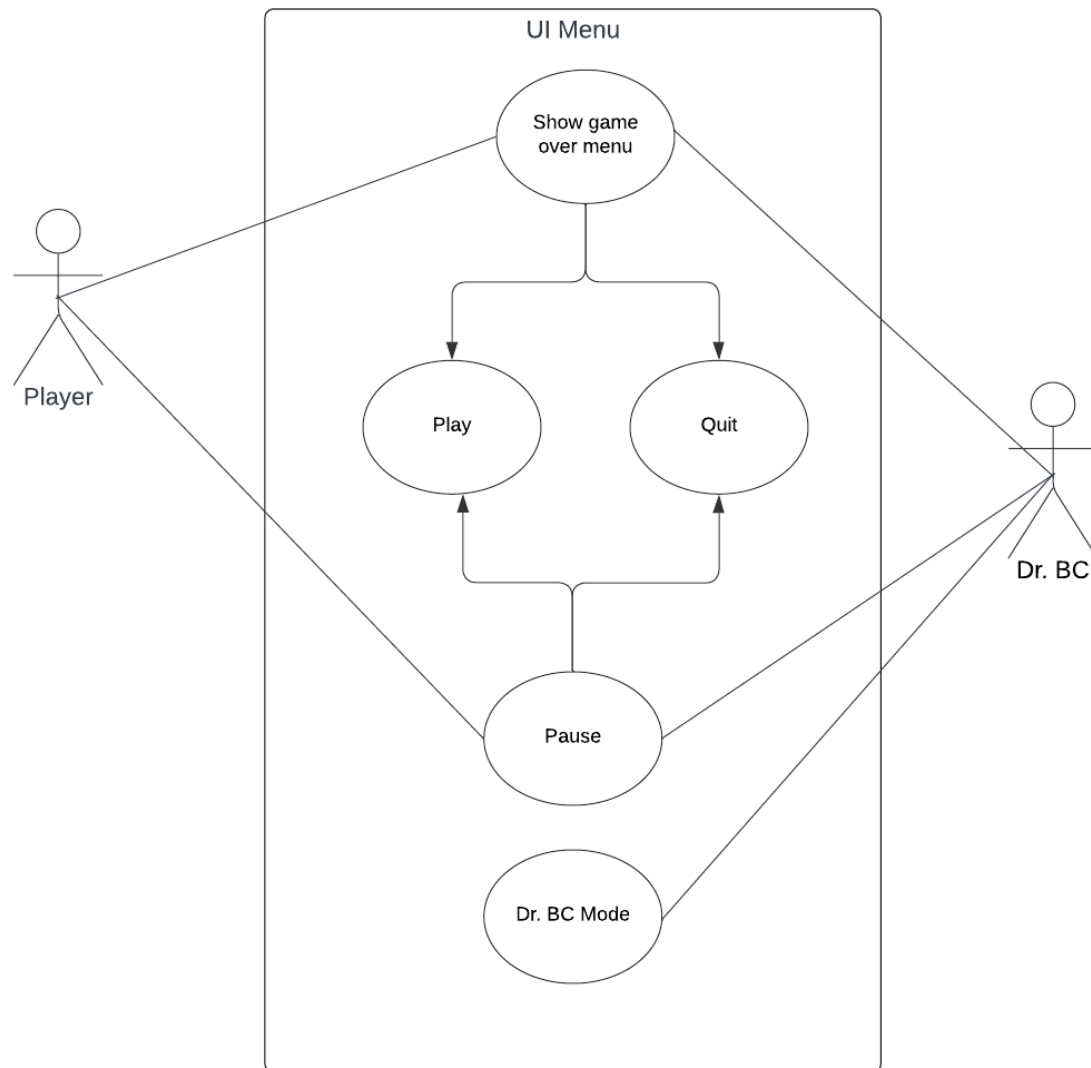 UI Menu
Show game
over menu
Player
Play
Quit
Dr. BC
Pause
Dr. BC Mode